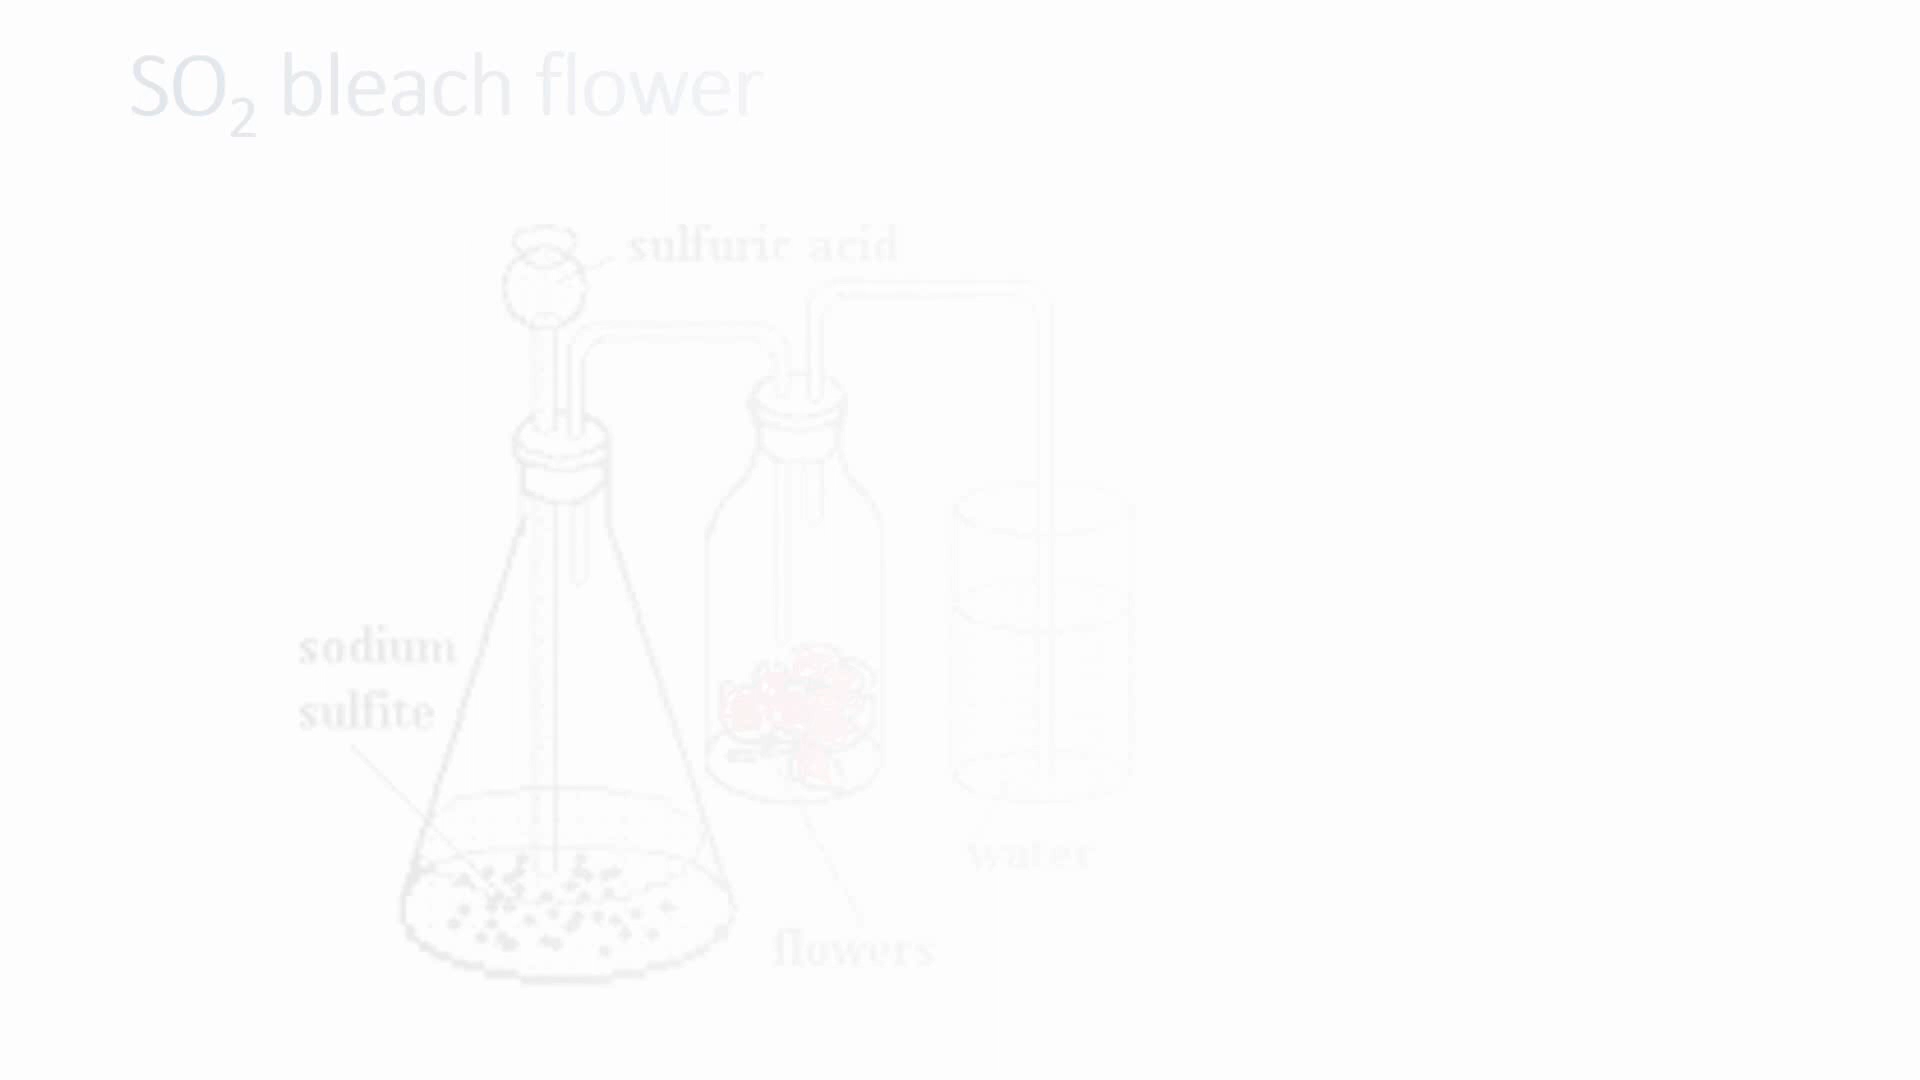 SO₂ bleach flower
sulfuric acid
sodium
sulfite
water
flowers